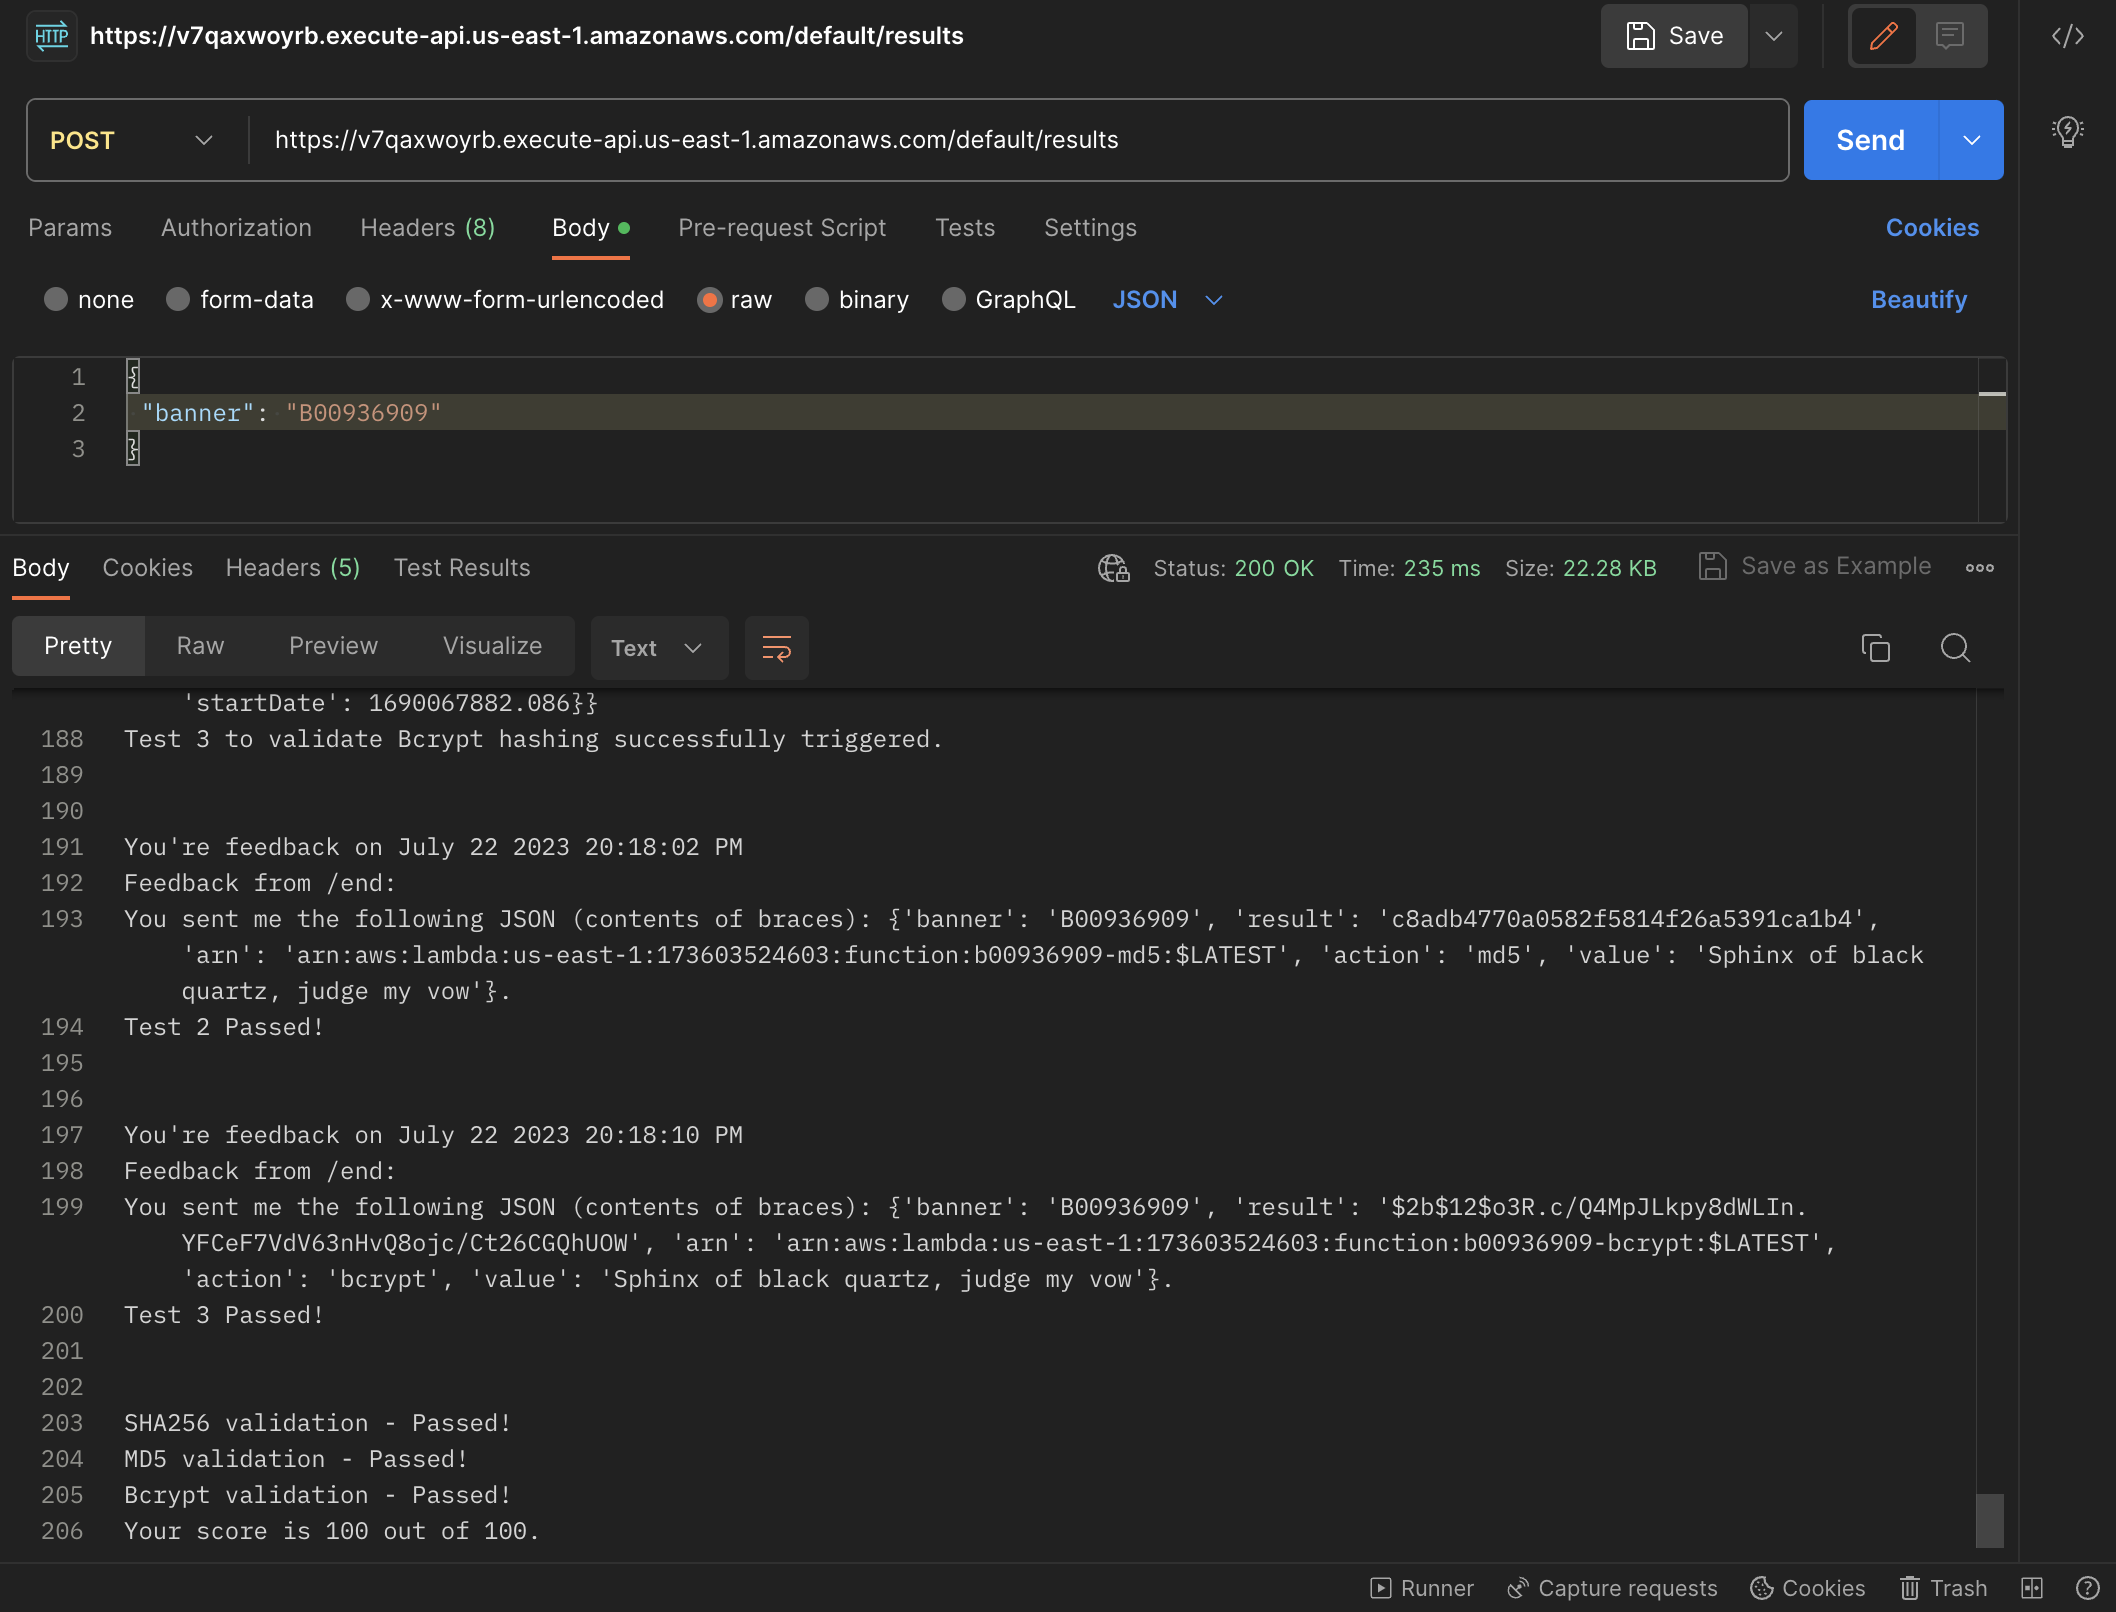 HTTP https://v7qaxwoyrb.execute-api.us-east-1.amazonaws.com/default/results Save
POST https://v7qaxwoyrb.execute-api.us-east-1.amazonaws.com/default/results Send
Params Authorization Headers (8) Body Pre-request Script Tests Settings Cookies
none form-data x-www-form-urlencoded raw binary GraphQL JSON Beautify
1 {
2 "banner": "B00936909"
3 }
Body Cookies Headers (5) Test Results Status: 200 OK Time: 235 ms Size: 22.28 KB Save as Example
Pretty Raw Preview Visualize Text
'startDate': 1690067882.086}}
188 Test 3 to validate Bcrypt hashing successfully triggered.
189
190
191 You're feedback on July 22 2023 20:18:02 PM
192 Feedback from /end:
193 You sent me the following JSON (contents of braces): {'banner': 'B00936909', 'result': 'c8adb4770a0582f5814f26a5391ca1b4',
'arn': 'arn:aws:lambda:us-east-1:173603524603:function:b00936909-md5:$LATEST', 'action': 'md5', 'value': 'Sphinx of black
quartz, judge my vow'}.
194 Test 2 Passed!
195
196
197 You're feedback on July 22 2023 20:18:10 PM
198 Feedback from /end:
199 You sent me the following JSON (contents of braces): {'banner': 'B00936909', 'result': '$2b$12$o3R.c/Q4MpJLkpy8dWLIn.
YFCeF7VdV63nHvQ8ojc/Ct26CGQhUOW', 'arn': 'arn:aws:lambda:us-east-1:173603524603:function:b00936909-bcrypt:$LATEST',
'action': 'bcrypt', 'value': 'Sphinx of black quartz, judge my vow'}.
200 Test 3 Passed!
201
202
203 SHA256 validation - Passed!
204 MD5 validation - Passed!
205 Bcrypt validation - Passed!
206 Your score is 100 out of 100.
Runner Capture requests Cookies Trash